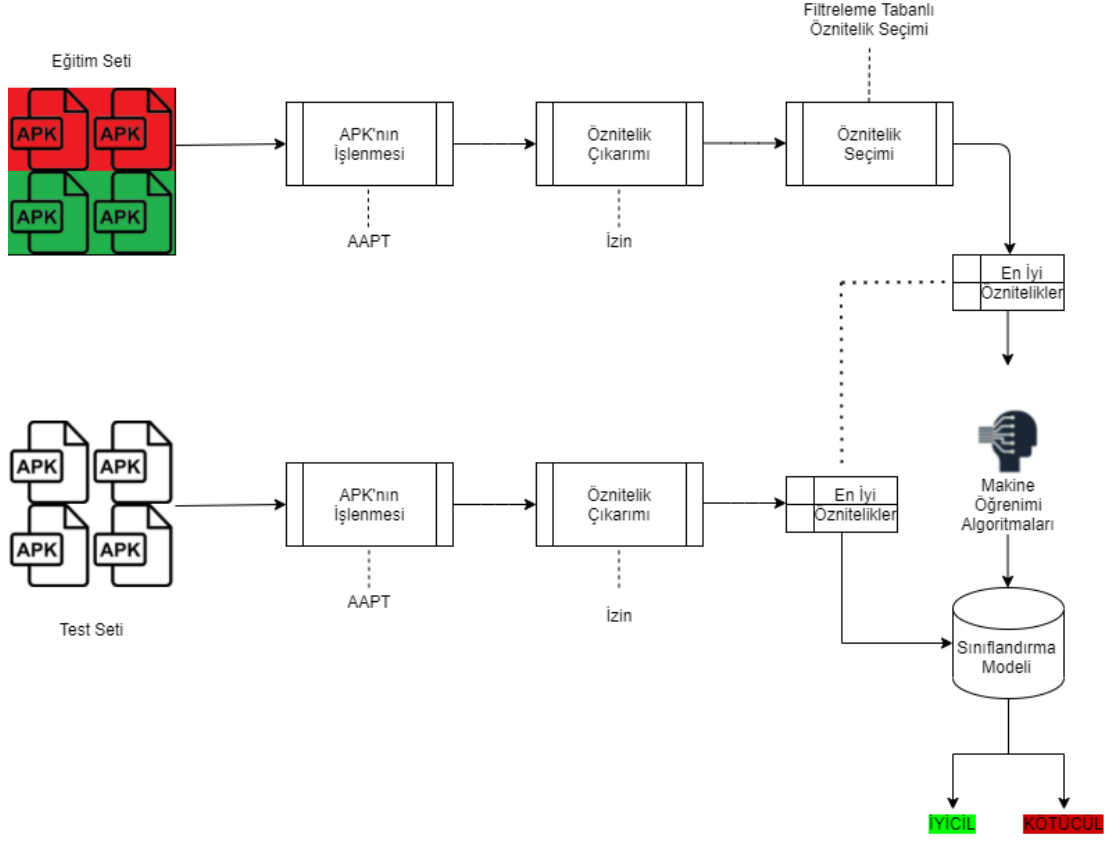 Filtreleme Tabanlı
Öznitelik Seçimi
Eğitim Seti
APK
APK
APK
APK
APK'nın
İşlenmesi
Öznitelik
Çıkarımı
Öznitelik
Seçimi
AAPT
İzin
En İyi
Öznitelikler
APK
APK
APK
APK
APK'nın
İşlenmesi
Öznitelik
Çıkarımı
En İyi
Öznitelikler
Makine
Öğrenimi
Algoritmaları
AAPT
İzin
Test Seti
Sınıflandırma
Modeli
İYİCİL
KÖTÜCÜL